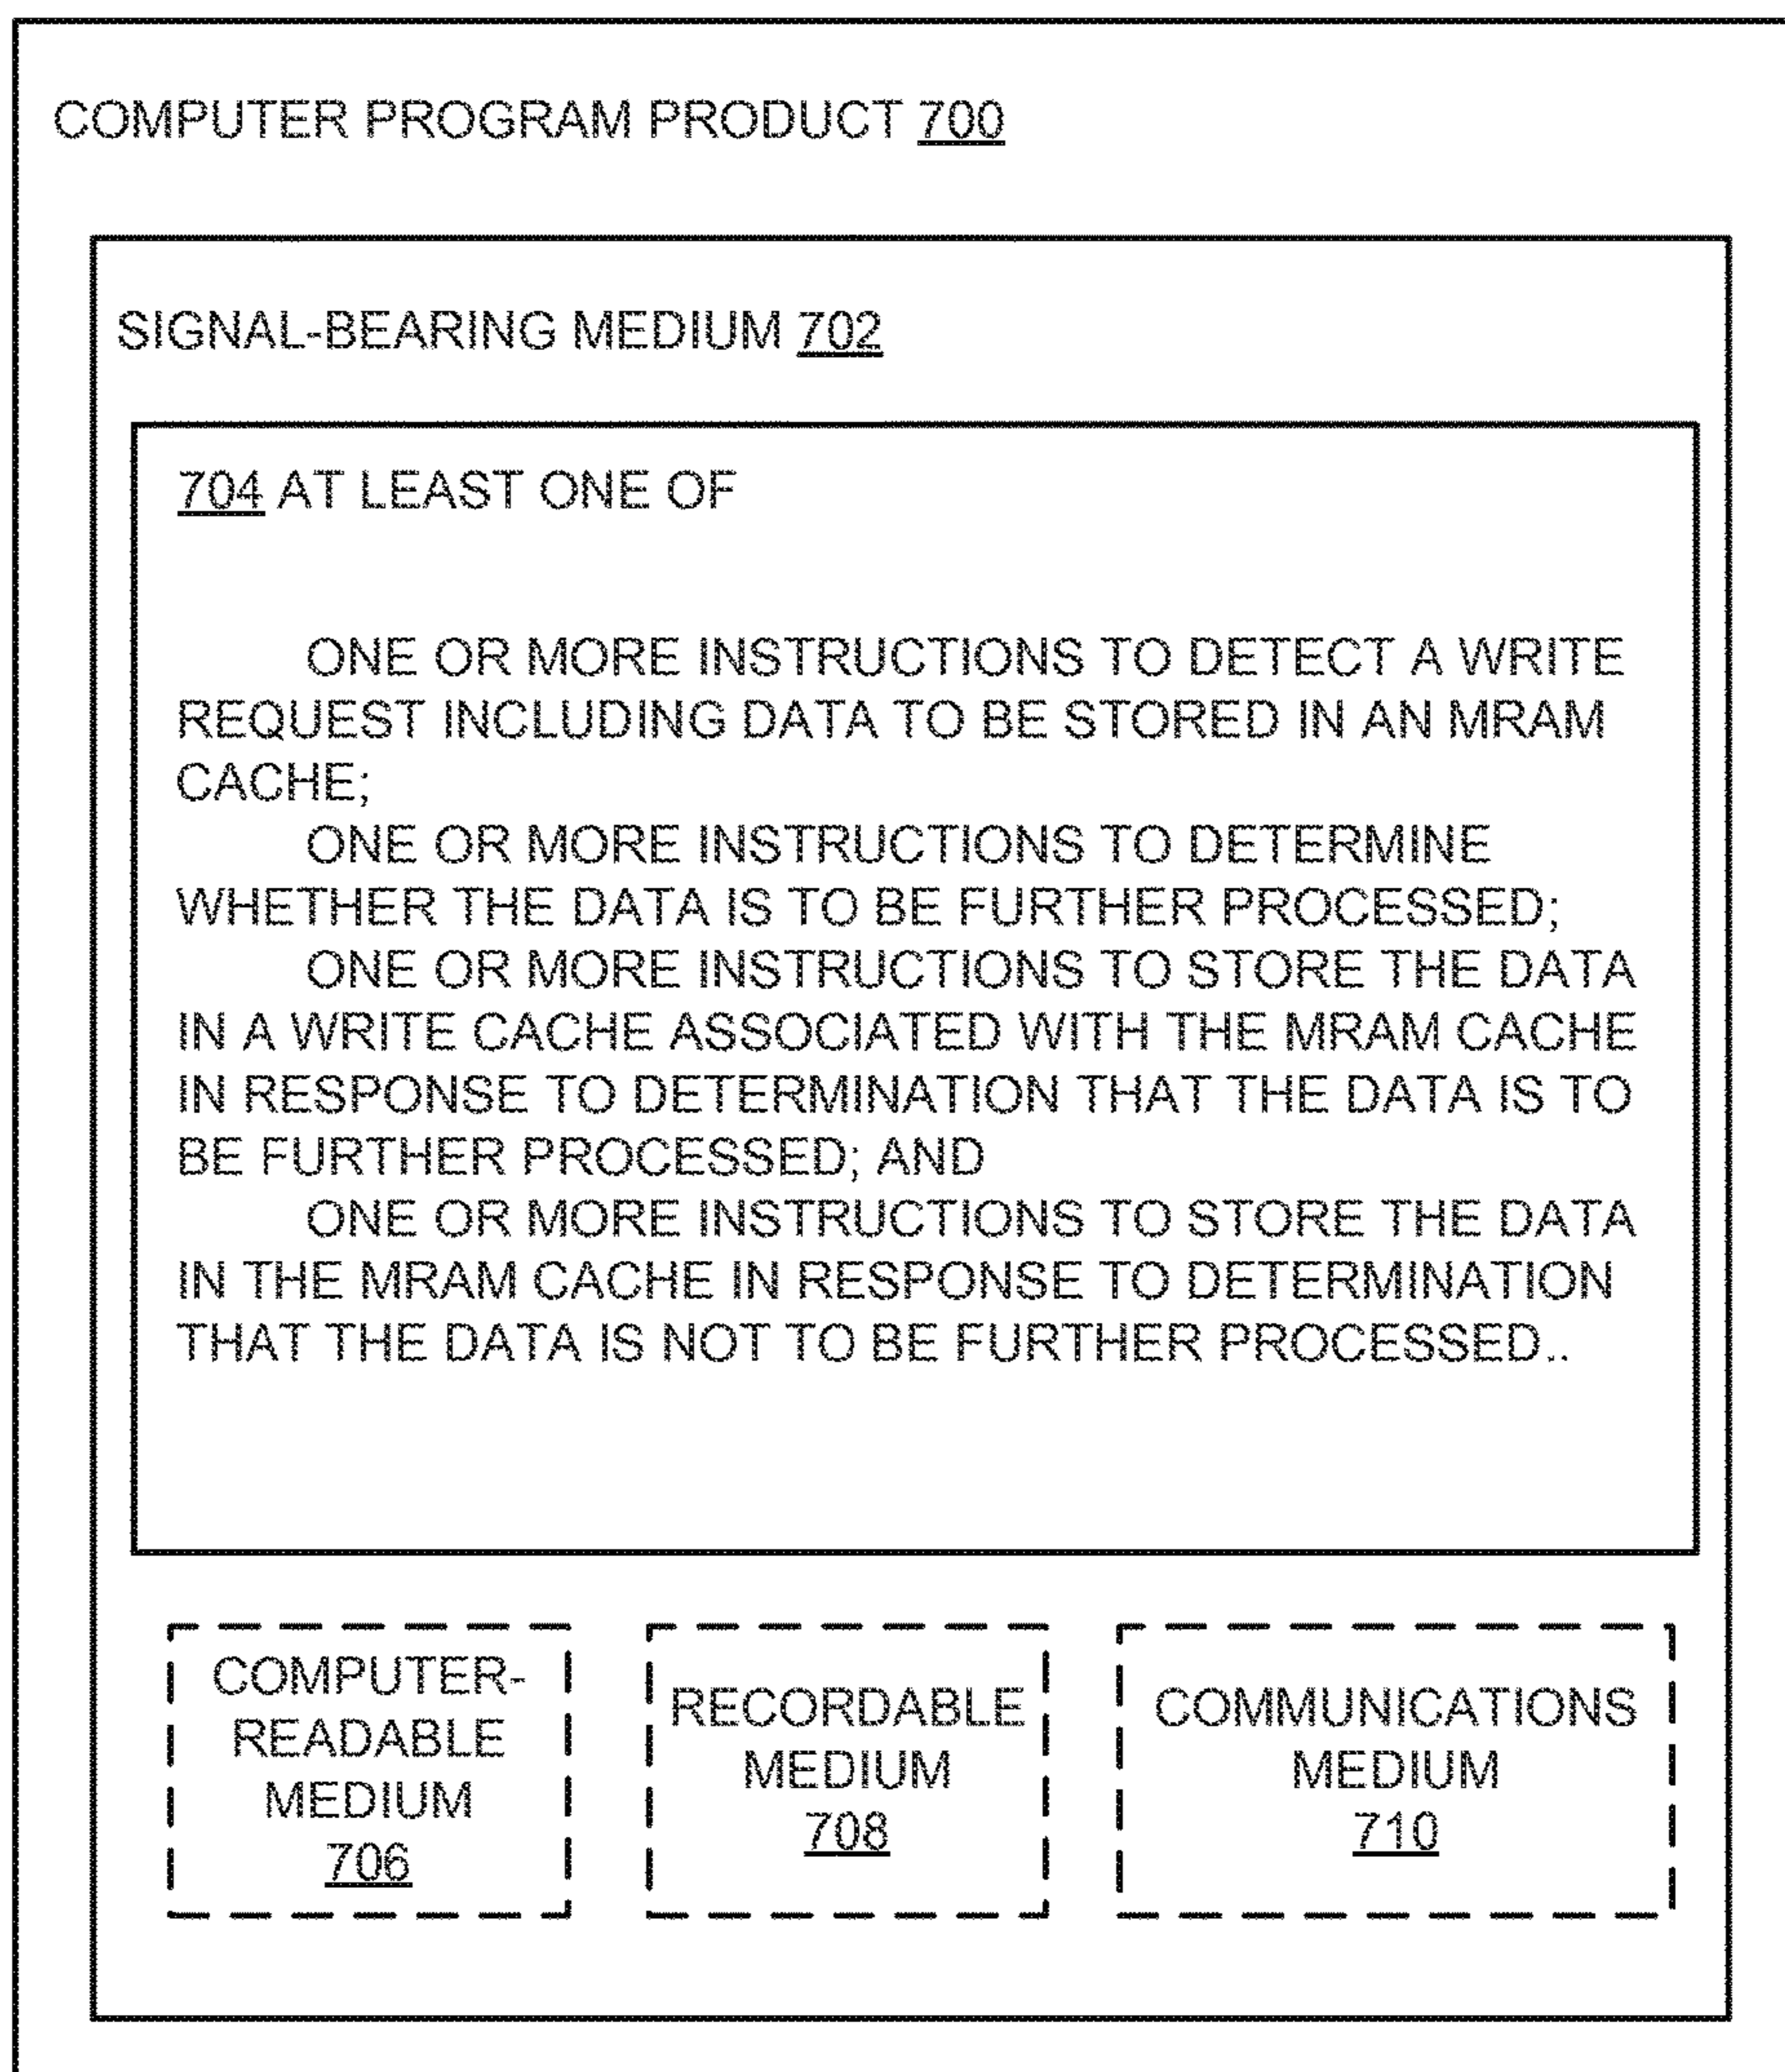 COMPUTER PROGRAM PRODUCT 700
SIGNAL-BEARING MEDIUM 702
704 AT LEAST ONE OF
ONE OR MORE INSTRUCTIONS TO DETECT A WRITE
REQUEST INCLUDING DATA TO BE STORED IN AN MRAM
CACHE;
ONE OR MORE INSTRUCTIONS TO DETERMINE
WHETHER THE DATA IS TO BE FURTHER PROCESSED;
ONE OR MORE INSTRUCTIONS TO STORE THE DATA
IN A WRITE CACHE ASSOCIATED WITH THE MRAM CACHE
IN RESPONSE TO DETERMINATION THAT THE DATA IS TO
BE FURTHER PROCESSED; AND
ONE OR MORE INSTRUCTIONS TO STORE THE DATA
IN THE MRAM CACHE IN RESPONSE TO DETERMINATION
THAT THE DATA IS NOT TO BE FURTHER PROCESSED..
COMPUTER-
READABLE
MEDIUM
706
RECORDABLE
MEDIUM
708
COMMUNICATIONS
MEDIUM
710